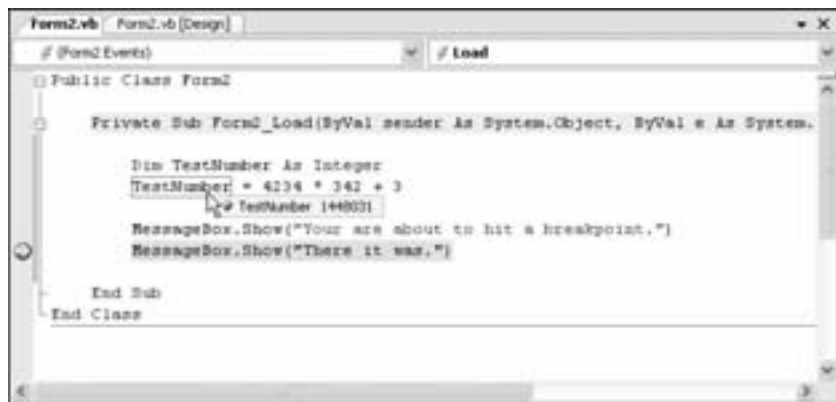 Form2.vb Form2.vb [Design]
(Form2 Events) Load
Public Class Form2
Private Sub Form2_Load(ByVal sender As System.Object, ByVal e As System.
Dim TestNumber As Integer
TestNumber = 4234 * 342 + 3
TestNumber 1448031
MessageBox.Show("Your are about to hit a breakpoint.")
MessageBox.Show("There it was.")
End Sub
End Class